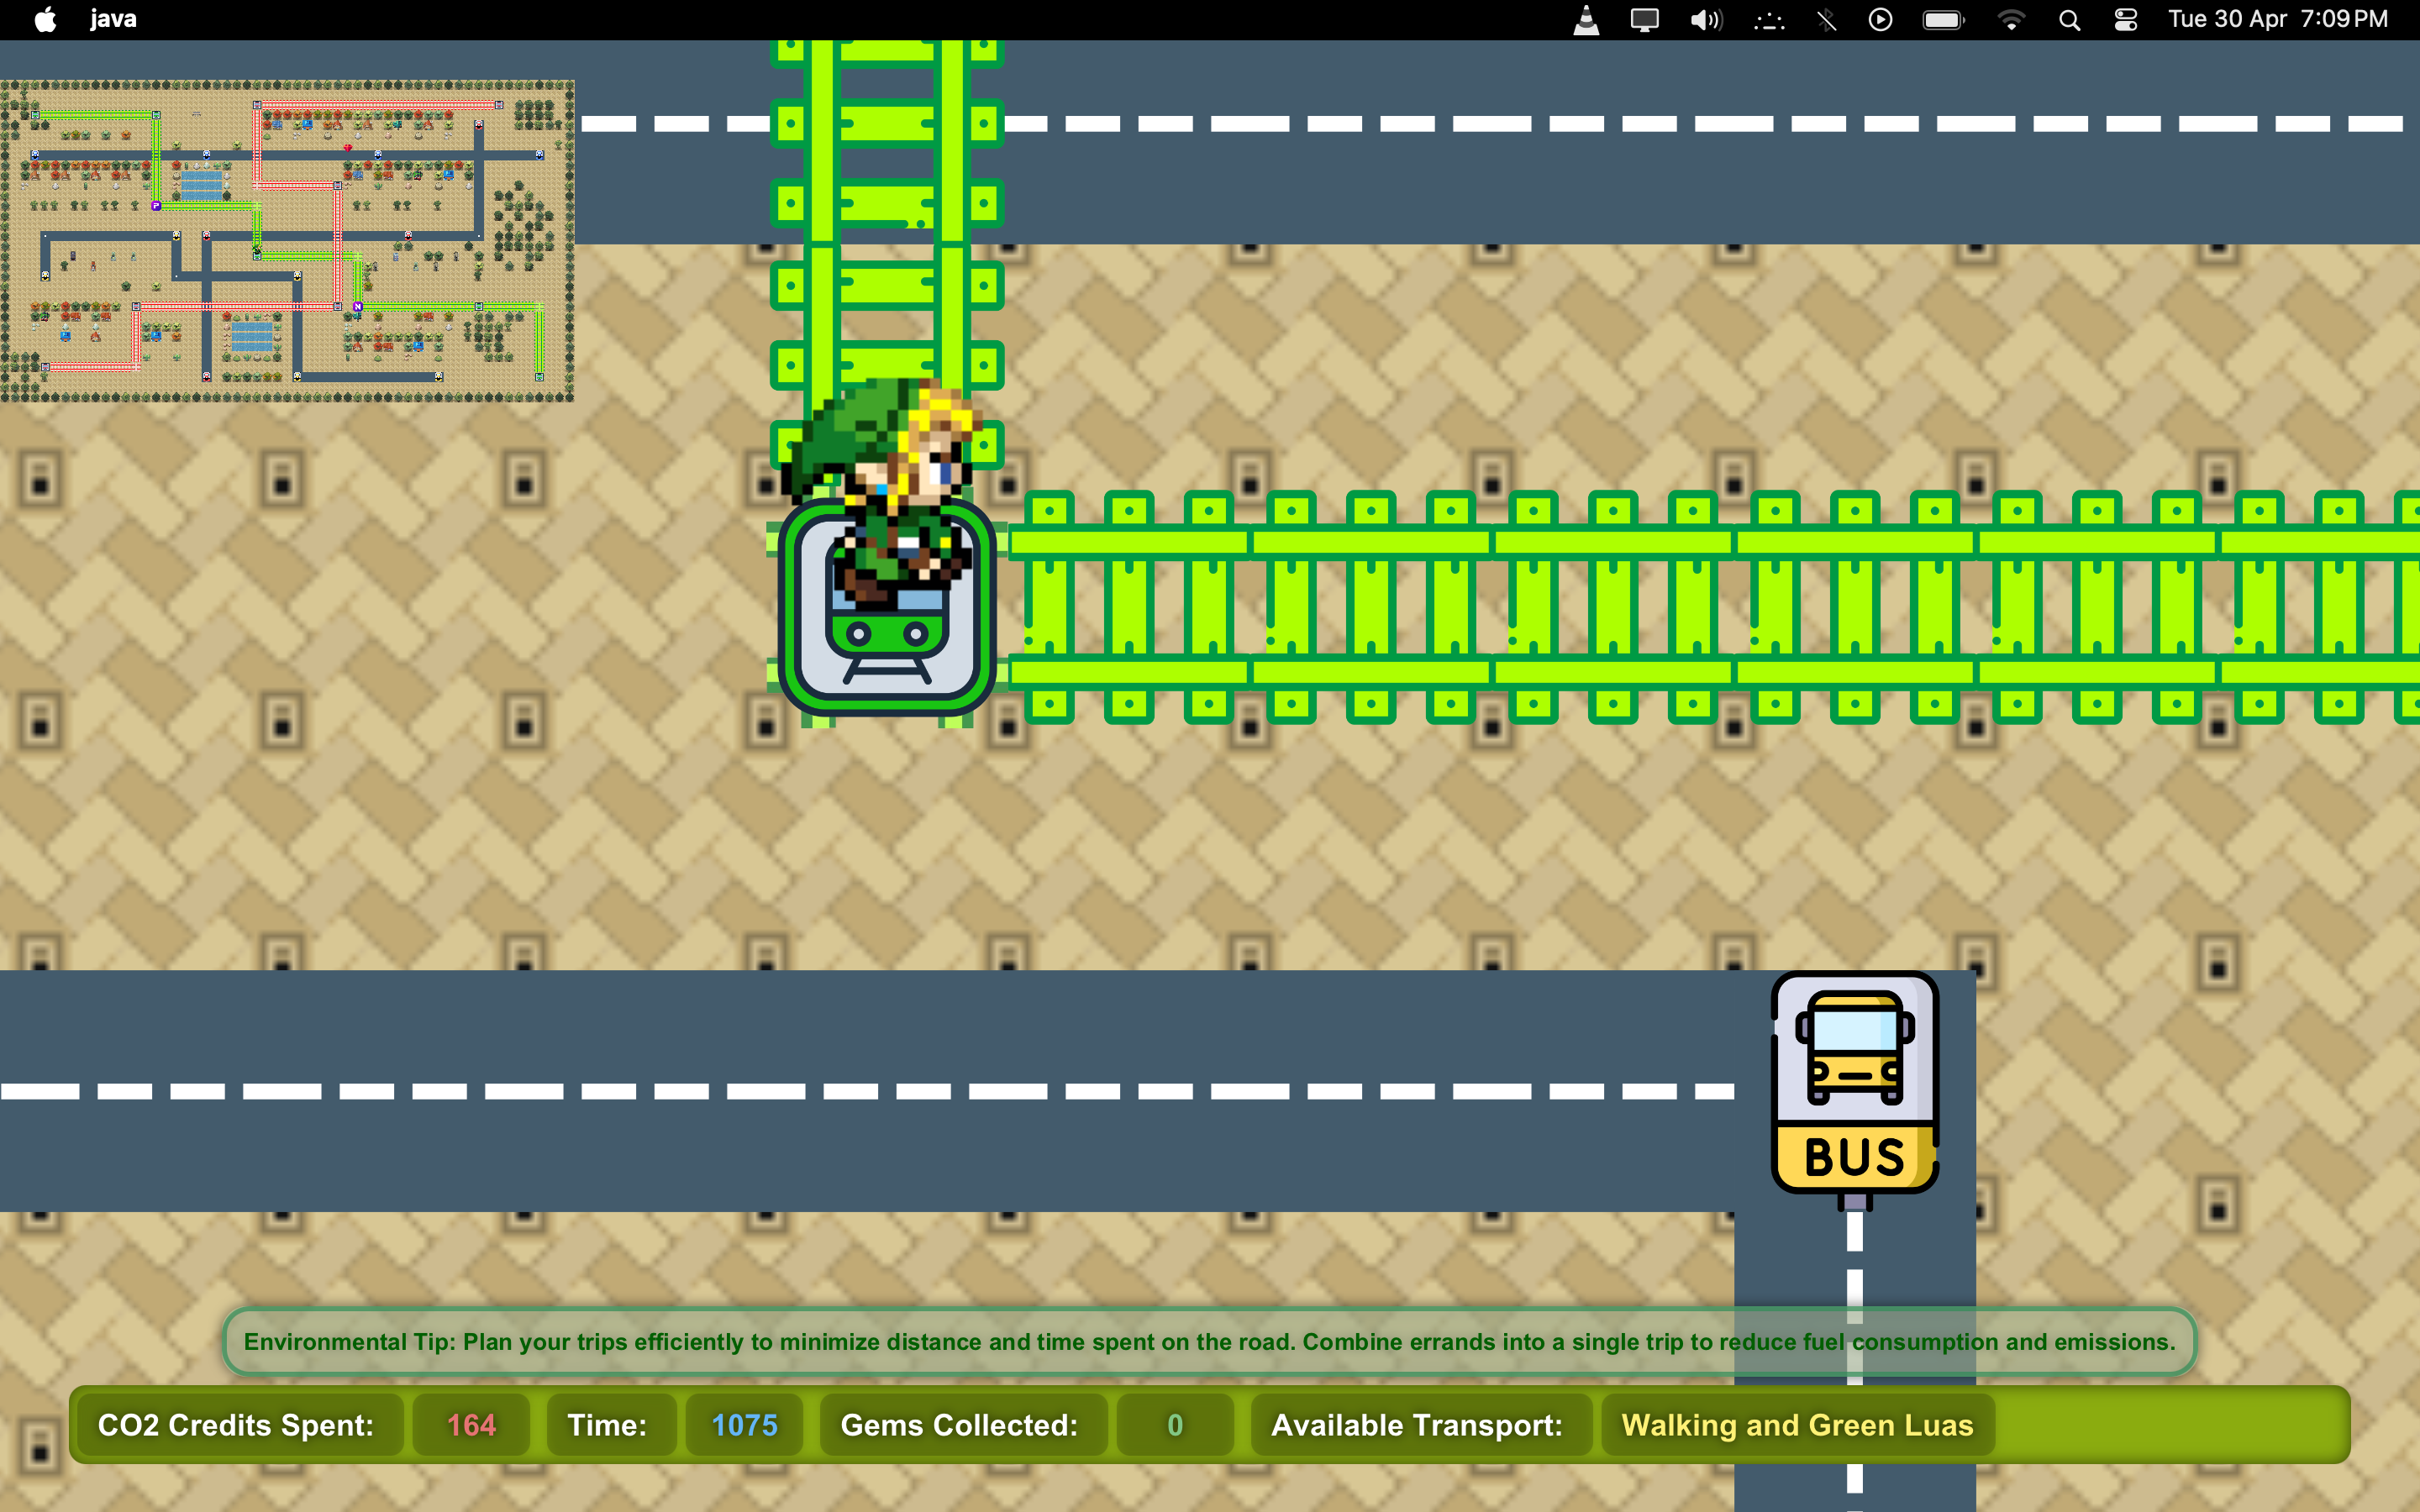 java
Tue 30 Apr 7:09 PM
BUS
Environmental Tip: Plan your trips efficiently to minimize distance and time spent on the road. Combine errands into a single trip to reduce fuel consumption and emissions.
CO2 Credits Spent: 164 Time: 1075 Gems Collected: 0 Available Transport: Walking and Green Luas